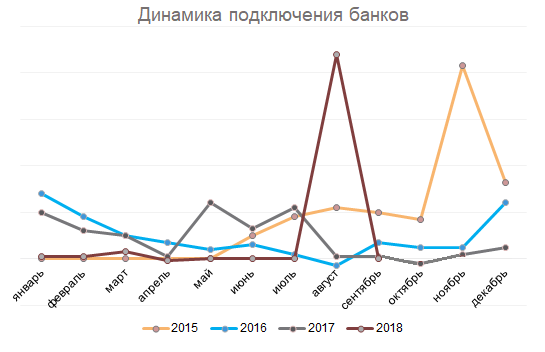 Динамика подключения банков
январь
февраль
март
апрель
май
июнь
июль
август
сентябрь
октябрь
ноябрь
декабрь
2015 2016 2017 2018